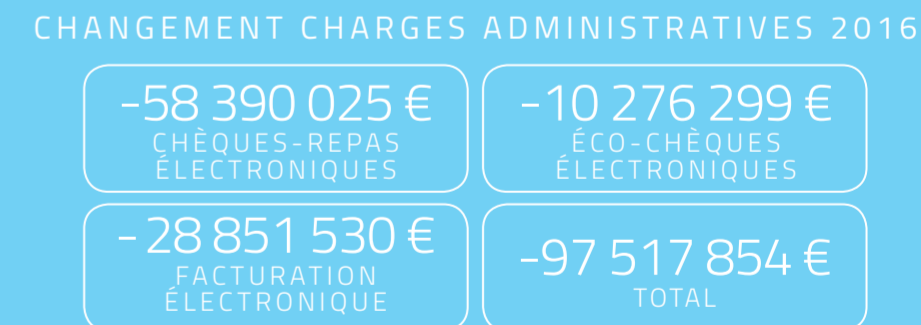 CHANGEMENT CHARGES ADMINISTRATIVES 2016
-58 390 025 €
CHÈQUES-REPAS
ÉLECTRONIQUES
-10 276 299 €
ÉCO-CHÈQUES
ÉLECTRONIQUES
- 28 851 530 €
FACTURATION
ÉLECTRONIQUE
-97 517 854 €
TOTAL